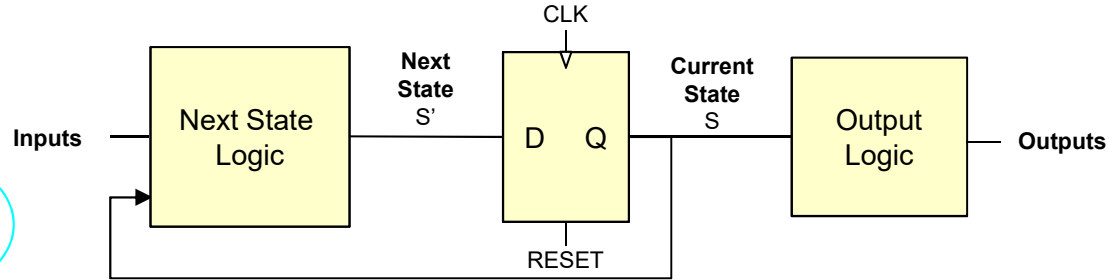 CLK
Inputs
Next State
Logic
Next
State
S'
D Q
Current
State
S
Output
Logic
Outputs
RESET